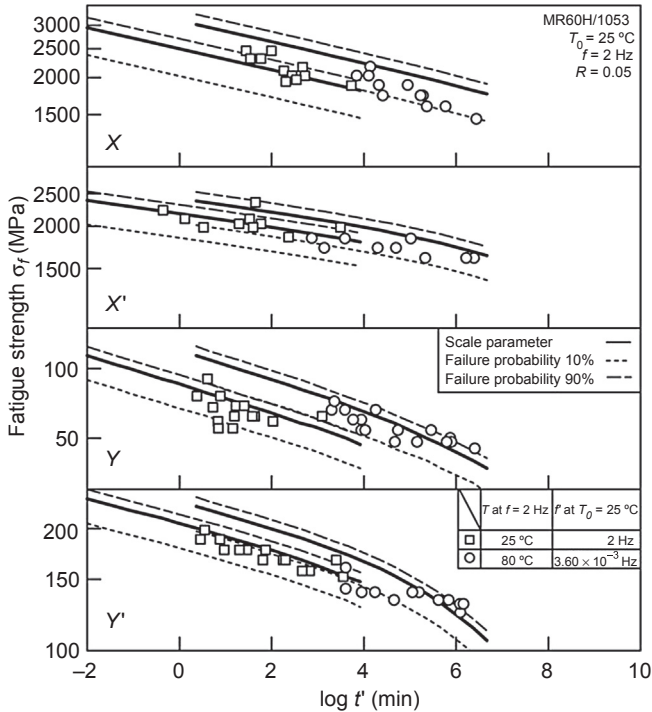 MR60H/1053
T0 = 25 ºC
f = 2 Hz
R = 0.05
3000
2500
2000
1500
X
2500
2000
1500
X'
Fatigue strength σf (MPa)
Scale parameter
Failure probability 10%
Failure probability 90%
100
50
Y
T at f = 2 Hz f' at T0 = 25 ºC
25 ºC 2 Hz
80 ºC 3.60 × 10−3 Hz
200
150
100
Y'
−2 0 2 4 6 8 10
log t' (min)